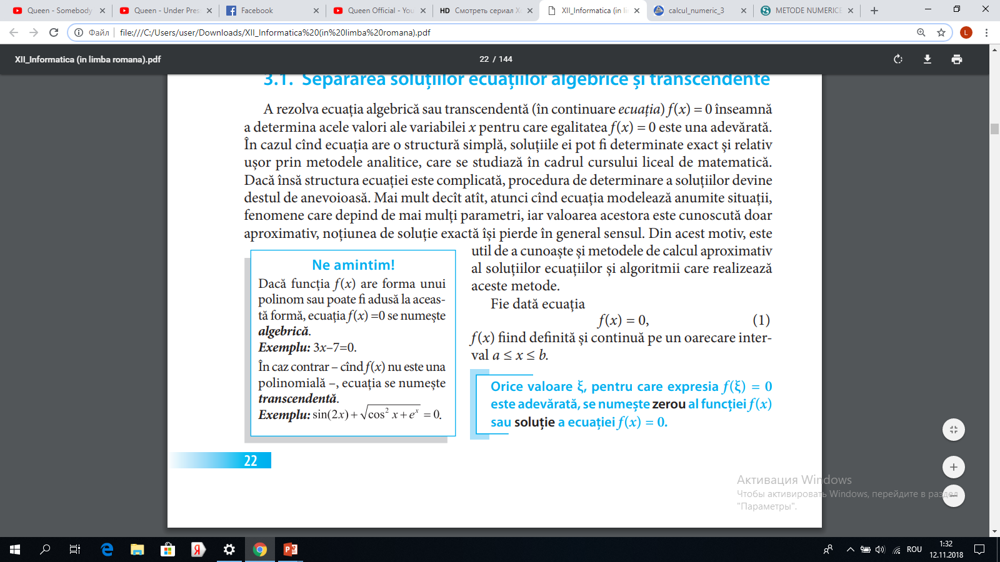 Queen - Somebody
Queen - Under Pres
Facebook
Queen Official - You
HD Смотреть сериал Х
XII_Informatica (in li
calcul_numeric_3
METODE NUMERICE
Файл
file:///C:/Users/user/Downloads/XII_Informatica%20(in%20limba%20romana).pdf
L
XII_Informatica (in limba romana).pdf
22 / 144
3.1. Separarea soluțiilor ecuațiilor algebrice și transcendente
A rezolva ecuația algebrică sau transcendentă (în continuare ecuația) f(x) = 0 înseamnă
a determina acele valori ale variabilei x pentru care egalitatea f(x) = 0 este una adevărată.
În cazul cînd ecuația are o structură simplă, soluțiile ei pot fi determinate exact și relativ
ușor prin metodele analitice, care se studiază în cadrul cursului liceal de matematică.
Dacă însă structura ecuației este complicată, procedura de determinare a soluțiilor devine
destul de anevoioasă. Mai mult decît atît, atunci cînd ecuația modelează anumite situații,
fenomene care depind de mai mulți parametri, iar valoarea acestora este cunoscută doar
aproximativ, noțiunea de soluție exactă își pierde în general sensul. Din acest motiv, este
util de a cunoaște și metodele de calcul aproximativ
al soluțiilor ecuațiilor și algoritmii care realizează
aceste metode.
Fie dată ecuația
f(x) = 0, (1)
f(x) fiind definită și continuă pe un oarecare inter-
val a ≤ x ≤ b.
Ne amintim!
Dacă funcția f(x) are forma unui
polinom sau poate fi adusă la aceas-
tă formă, ecuația f(x) =0 se numește
algebrică.
Exemplu: 3x–7=0.
În caz contrar – cînd f(x) nu este una
polinomială –, ecuația se numește
transcendentă.
Exemplu: sin(2x)+√(cos² x+eˣ) = 0.
Orice valoare ξ, pentru care expresia f(ξ) = 0
este adevărată, se numește zerou al funcției f(x)
sau soluție a ecuației f(x) = 0.
22
Активация Windows
Чтобы активировать Windows, перейдите в раздел
"Параметры".
ROU
1:32
12.11.2018